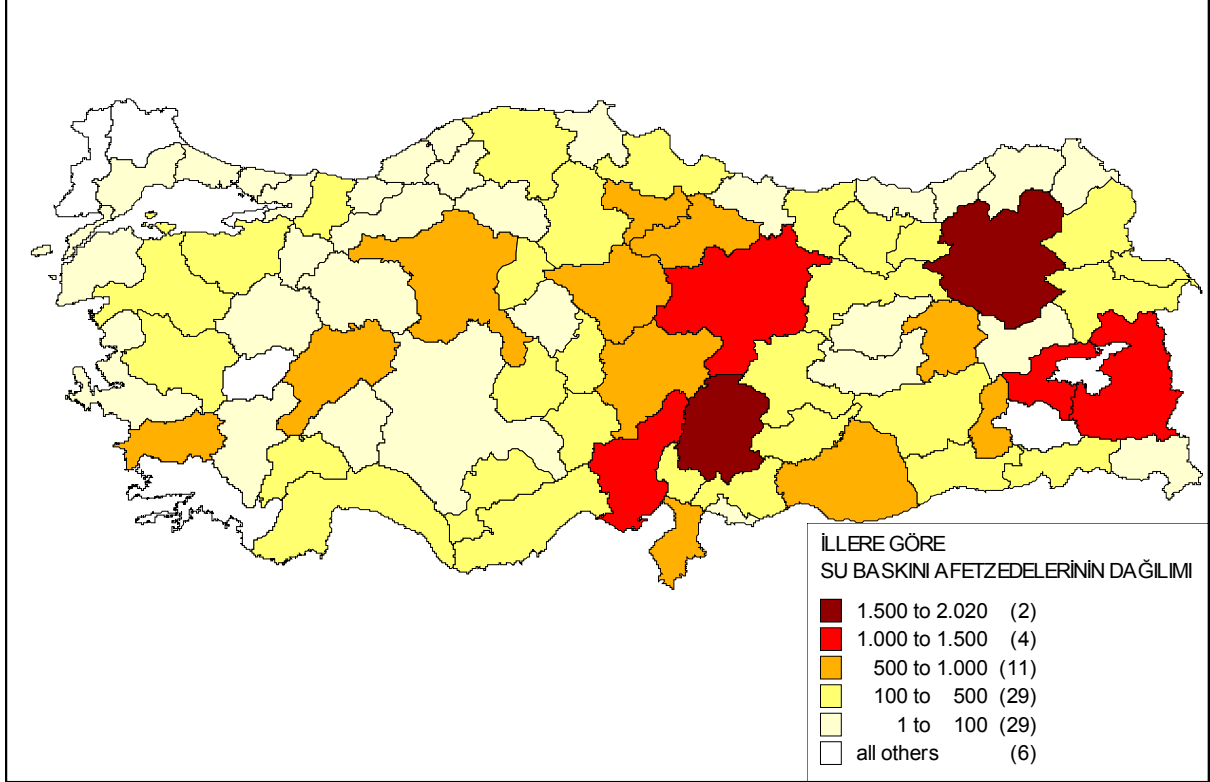 İLLERE GÖRE
SU BASKINI AFETZEDELERİNİN DAĞILIMI
1.500 to 2.020 (2)
1.000 to 1.500 (4)
500 to 1.000 (11)
100 to 500 (29)
1 to 100 (29)
all others (6)